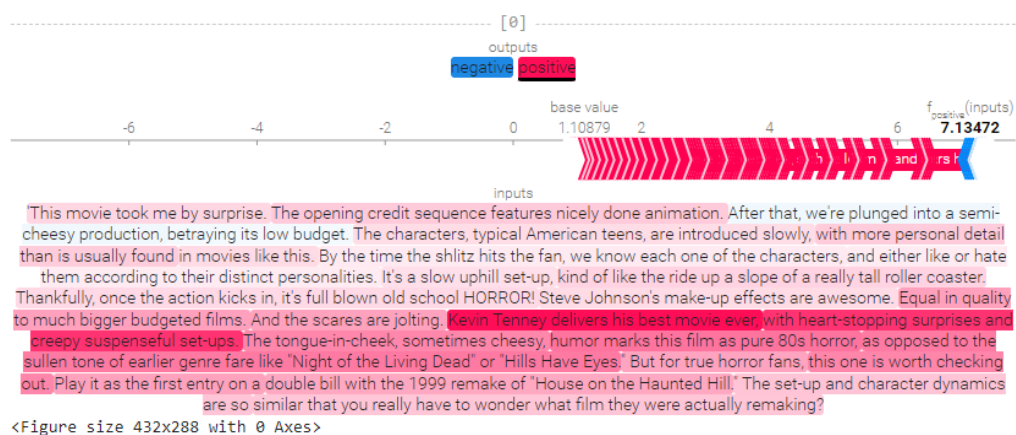 [0]
outputs
negative positive
base value f positive (inputs)
-6 -4 -2 0 1.10879 2 4 6 7.13472
and rs h
inputs
'This movie took me by surprise. The opening credit sequence features nicely done animation. After that, we're plunged into a semi-
cheesy production, betraying its low budget. The characters, typical American teens, are introduced slowly, with more personal detail
than is usually found in movies like this. By the time the shlitz hits the fan, we know each one of the characters, and either like or hate
them according to their distinct personalities. It's a slow uphill set-up, kind of like the ride up a slope of a really tall roller coaster.
Thankfully, once the action kicks in, it's full blown old school HORROR! Steve Johnson's make-up effects are awesome. Equal in quality
to much bigger budgeted films. And the scares are jolting. Kevin Tenney delivers his best movie ever, with heart-stopping surprises and
creepy suspenseful set-ups. The tongue-in-cheek, sometimes cheesy, humor marks this film as pure 80s horror, as opposed to the
sullen tone of earlier genre fare like "Night of the Living Dead" or "Hills Have Eyes." But for true horror fans, this one is worth checking
out. Play it as the first entry on a double bill with the 1999 remake of "House on the Haunted Hill." The set-up and character dynamics
are so similar that you really have to wonder what film they were actually remaking?
<Figure size 432x288 with 0 Axes>